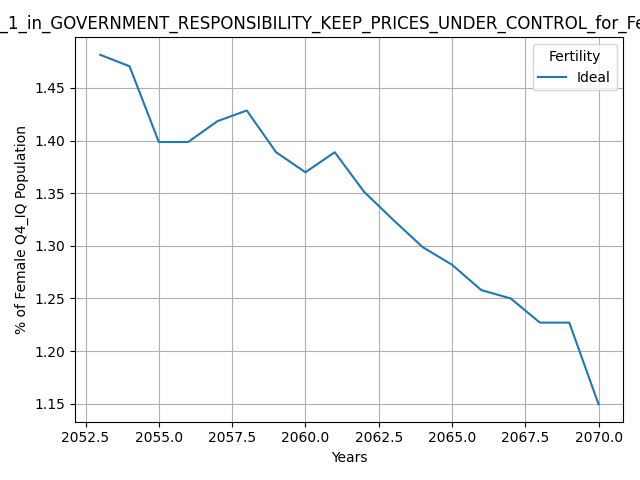 _1_in_GOVERNMENT_RESPONSIBILITY_KEEP_PRICES_UNDER_CONTROL_for_Fe
Fertility
Ideal
% of Female Q4_IQ Population
1.45
1.40
1.35
1.30
1.25
1.20
1.15
2052.5 2055.0 2057.5 2060.0 2062.5 2065.0 2067.5 2070.0
Years